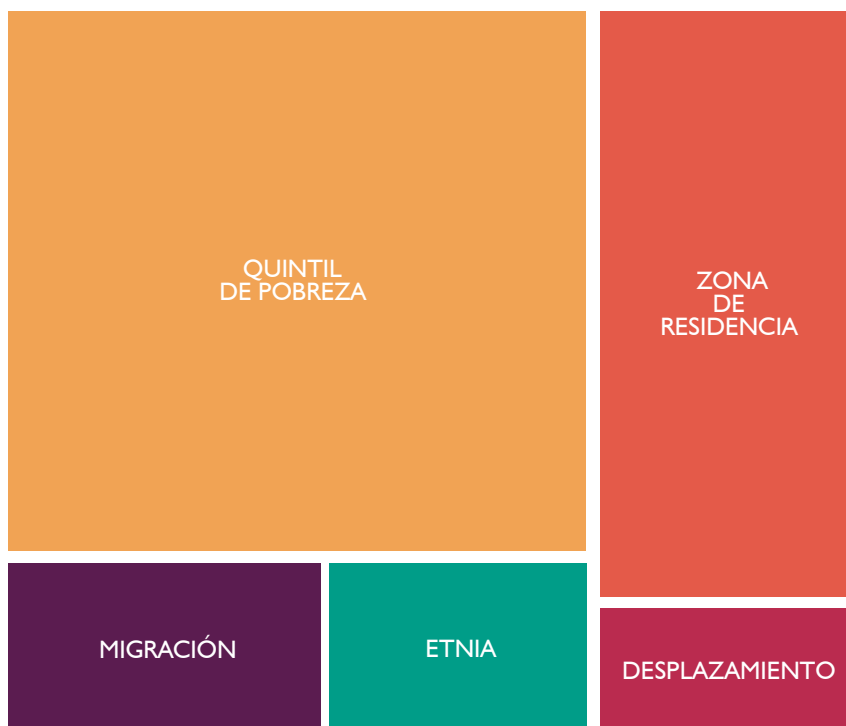 QUINTIL
DE POBREZA
ZONA
DE
RESIDENCIA
MIGRACIÓN
ETNIA
DESPLAZAMIENTO